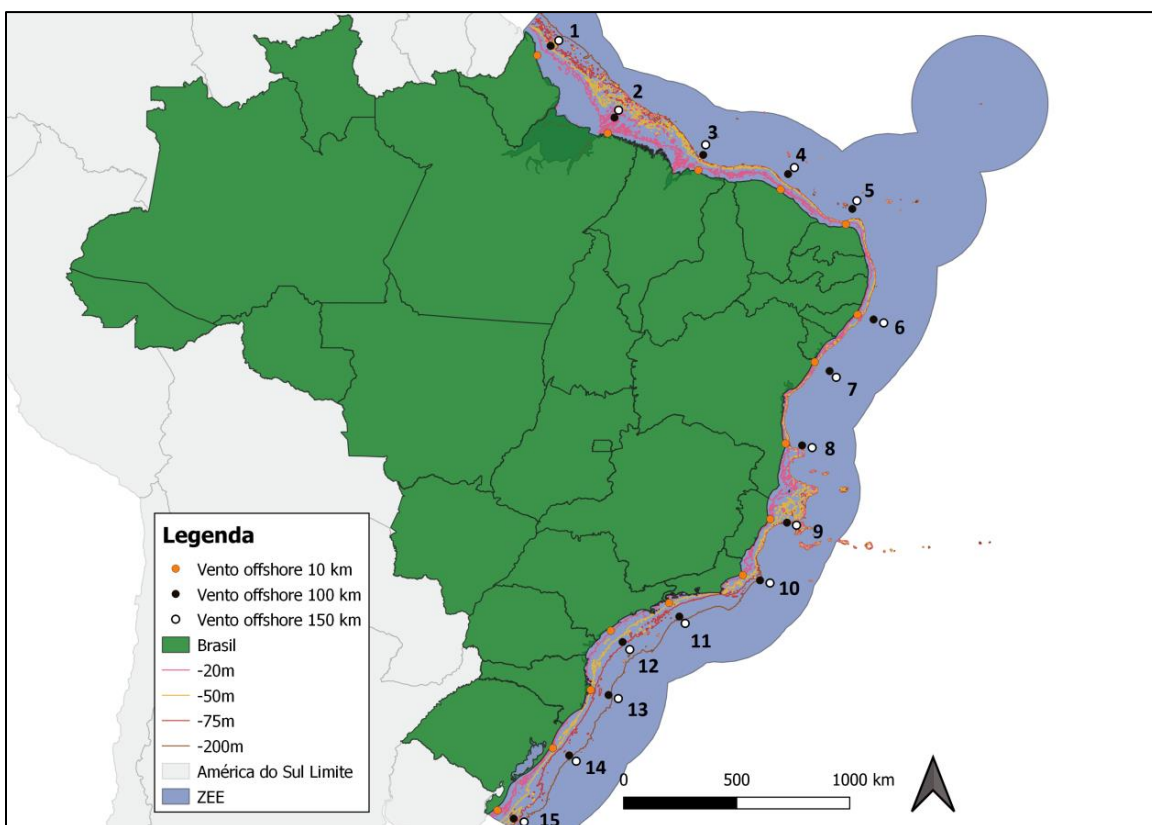 1
2
3
4
5
6
7
8
9
10
11
12
13
14
15
Legenda
Vento offshore 10 km
Vento offshore 100 km
Vento offshore 150 km
Brasil
-20m
-50m
-75m
-200m
América do Sul Limite
ZEE
0 500 1000 km